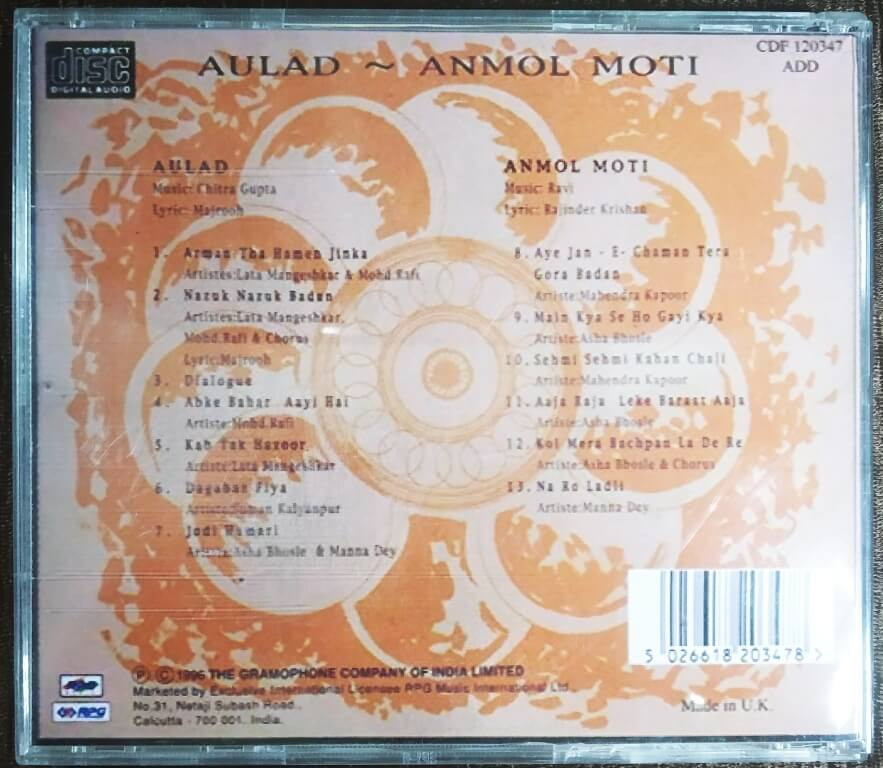 COMPACT
disc
DIGITAL AUDIO
CDF 120347
ADD
AULAD ~ ANMOL MOTI
AULAD
Music: Chitra Gupta
Lyric: Majrooh
1. Arman Tha Hamen Jinka
Artistes:Lata Mangeshkar & Mohd.Rafi
2. Nazuk Nazuk Badan
Artistes:Lata Mangeshkar,
Mohd.Rafi & Chorus
Lyric:Majrooh
3. Dialogue
4. Abke Bahar Aayi Hai
Artiste:Mohd.Rafi
5. Kab Tak Hazoor
Artiste:Lata Mangeshkar
6. Dagabaz Piya
Artiste:Suman Kalyanpur
7. Jodi Hamari
Artiste:Asha Bhosle & Manna Dey
ANMOL MOTI
Music: Ravi
Lyric: Rajinder Krishan
8. Aye Jan - E- Chaman Tera
Gora Badan
Artiste:Mahendra Kapoor
9. Main Kya Se Ho Gayi Kya
Artiste:Asha Bhosle
10. Sehmi Sehmi Kahan Chali
Artiste:Mahendra Kapoor
11. Aaja Raja Leke Barast Aaja
Artiste:Asha Bhosle
12. Koi Mera Bachpan La De Re
Artiste:Asha Bhosle & Chorus
13. Na Ro Ladli
Artiste:Manna Dey
5 026618 203478 >
Ⓟ © 1996 THE GRAMOPHONE COMPANY OF INDIA LIMITED
Marketed by Exclusive International Licensee RPG Music International Ltd.,
No.31, Netaji Subash Road.,
Calcutta - 700 001. India.
RPG
Made in U.K.